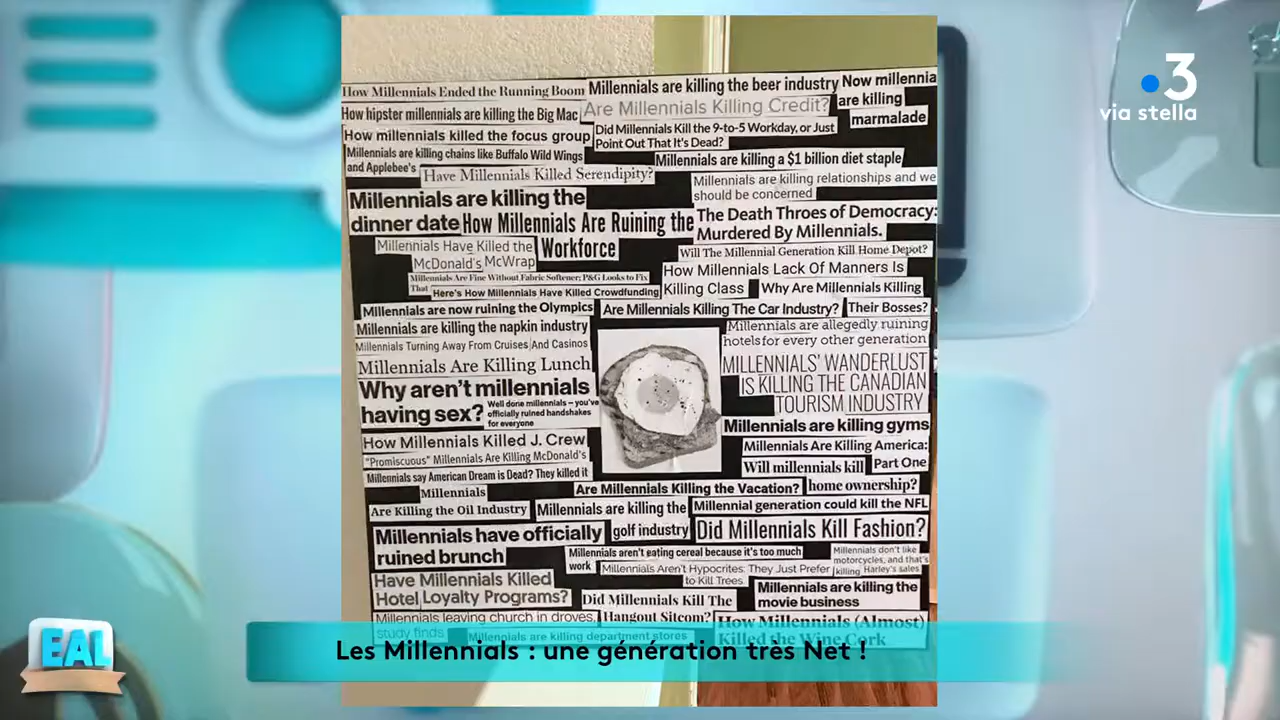 3
via stella
How Millennials Ended the Running Boom
Millennials are killing the beer industry
Now millennia
are killing
marmalade
How hipster millennials are killing the Big Mac
Are Millennials Killing Credit?
How millennials killed the focus group
Did Millennials Kill the 9-to-5 Workday, or Just
Point Out That It's Dead?
Millennials are killing chains like Buffalo Wild Wings
and Applebee's
Millennials are killing a $1 billion diet staple
Have Millennials Killed Serendipity?
Millennials are killing relationships and we
should be concerned
Millennials are killing the
dinner date
How Millennials Are Ruining the
Workforce
The Death Throes of Democracy:
Murdered By Millennials.
Millennials Have Killed the
McDonald's McWrap
Will The Millennial Generation Kill Home Depot?
Millennials Are Fine Without Fabric Softener; P&G Looks to Fix
That
How Millennials Lack Of Manners Is
Killing Class
Here's How Millennials Have Killed Crowdfunding
Why Are Millennials Killing
Their Bosses?
Millennials are now ruining the Olympics
Are Millennials Killing The Car Industry?
Millennials are killing the napkin industry
Millennials are allegedly ruining
hotels for every other generation
Millennials Turning Away From Cruises And Casinos
Millennials Are Killing Lunch
MILLENNIALS' WANDERLUST
IS KILLING THE CANADIAN
TOURISM INDUSTRY
Why aren't millennials
having sex?
Well done millennials – you've
officially ruined handshakes
for everyone
Millennials are killing gyms
How Millennials Killed J. Crew
Millennials Are Killing America:
Part One
"Promiscuous" Millennials Are Killing McDonald's
Will millennials kill
home ownership?
Millennials say American Dream is Dead? They killed it
Millennials
Are Killing the Oil Industry
Are Millennials Killing the Vacation?
Millennials are killing the
golf industry
Millennial generation could kill the NFL
Millennials have officially
ruined brunch
Did Millennials Kill Fashion?
Millennials aren't eating cereal because it's too much
work
Millennials don't like
motorcycles, and that's
killing Harley's sales
Millennials Aren't Hypocrites: They Just Prefer
to Kill Trees
Have Millennials Killed
Hotel Loyalty Programs?
Millennials are killing the
movie business
Did Millennials Kill The
Hangout Sitcom?
Millennials leaving church in droves,
study finds
How Millennials (Almost)
Killed the Wine Cork
Millennials are killing department stores
EAL
Les Millennials : une génération très Net !